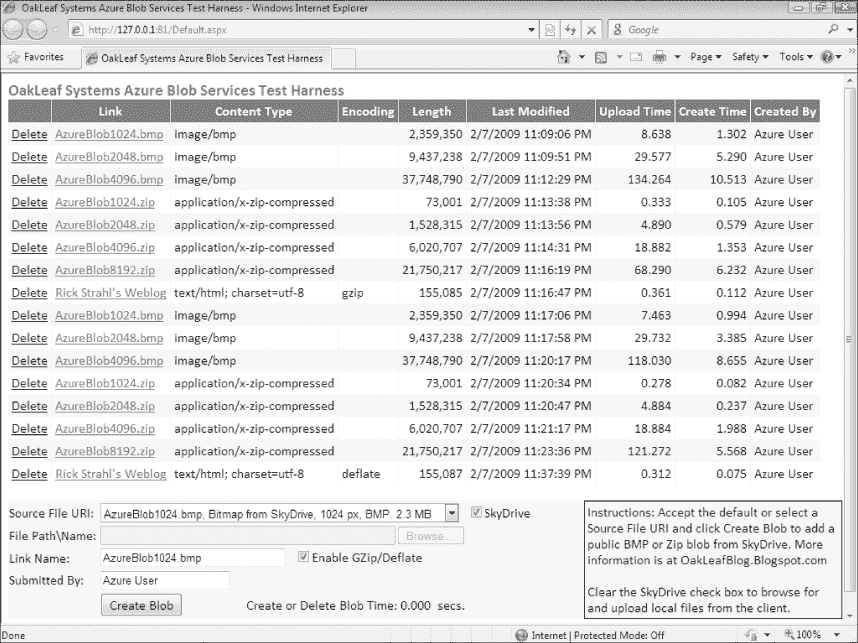 OakLeaf Systems Azure Blob Services Test Harness - Windows Internet Explorer
http://127.0.0.1:81/Default.aspx
Google
Favorites
OakLeaf Systems Azure Blob Services Test Harness
Page
Safety
Tools
OakLeaf Systems Azure Blob Services Test Harness
Link Content Type Encoding Length Last Modified Upload Time Create Time Created By
Delete AzureBlob1024.bmp image/bmp 2,359,350 2/7/2009 11:09:06 PM 8.638 1.302 Azure User
Delete AzureBlob2048.bmp image/bmp 9,437,238 2/7/2009 11:09:51 PM 29.577 5.290 Azure User
Delete AzureBlob4096.bmp image/bmp 37,748,790 2/7/2009 11:12:29 PM 134.264 10.513 Azure User
Delete AzureBlob1024.zip application/x-zip-compressed 73,001 2/7/2009 11:13:38 PM 0.333 0.105 Azure User
Delete AzureBlob2048.zip application/x-zip-compressed 1,528,315 2/7/2009 11:13:56 PM 4.890 0.579 Azure User
Delete AzureBlob4096.zip application/x-zip-compressed 6,020,707 2/7/2009 11:14:31 PM 18.882 1.353 Azure User
Delete AzureBlob8192.zip application/x-zip-compressed 21,750,217 2/7/2009 11:16:19 PM 68.290 6.232 Azure User
Delete Rick Strahl's Weblog text/html; charset=utf-8 gzip 155,085 2/7/2009 11:16:47 PM 0.361 0.112 Azure User
Delete AzureBlob1024.bmp image/bmp 2,359,350 2/7/2009 11:17:06 PM 7.463 0.994 Azure User
Delete AzureBlob2048.bmp image/bmp 9,437,238 2/7/2009 11:17:58 PM 29.732 3.385 Azure User
Delete AzureBlob4096.bmp image/bmp 37,748,790 2/7/2009 11:20:17 PM 118.030 8.655 Azure User
Delete AzureBlob1024.zip application/x-zip-compressed 73,001 2/7/2009 11:20:34 PM 0.278 0.082 Azure User
Delete AzureBlob2048.zip application/x-zip-compressed 1,528,315 2/7/2009 11:20:47 PM 4.884 0.237 Azure User
Delete AzureBlob4096.zip application/x-zip-compressed 6,020,707 2/7/2009 11:21:17 PM 18.884 1.988 Azure User
Delete AzureBlob8192.zip application/x-zip-compressed 21,750,217 2/7/2009 11:23:36 PM 121.272 5.568 Azure User
Delete Rick Strahl's Weblog text/html; charset=utf-8 deflate 155,087 2/7/2009 11:37:39 PM 0.312 0.075 Azure User
Source File URI: AzureBlob1024.bmp, Bitmap from SkyDrive, 1024 px, BMP. 2.3 MB SkyDrive
File Path\Name: Browse...
Link Name: AzureBlob1024.bmp Enable GZip/Deflate
Submitted By: Azure User
Create Blob Create or Delete Blob Time: 0.000 secs.
Instructions: Accept the default or select a
Source File URI and click Create Blob to add a
public BMP or Zip blob from SkyDrive. More
information is at OakLeafBlog.Blogspot.com
Clear the SkyDrive check box to browse for
and upload local files from the client.
Done
Internet | Protected Mode: Off
100%